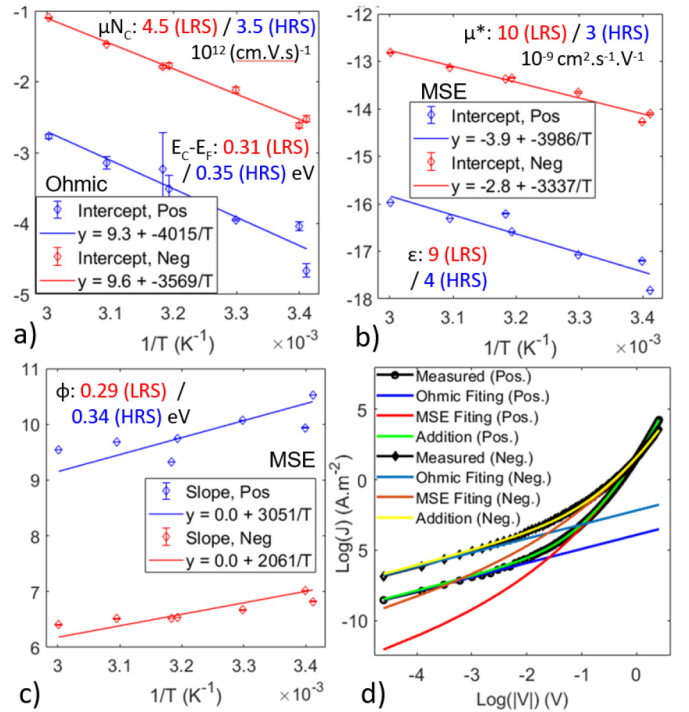 a)
μN_C: 4.5 (LRS) / 3.5 (HRS)
10¹² (cm.V.s)⁻¹
E_C-E_F: 0.31 (LRS)
/ 0.35 (HRS) eV
Ohmic
Intercept, Pos
y = 9.3 + -4015/T
Intercept, Neg
y = 9.6 + -3569/T
-1
-2
-3
-4
-5
3
3.1
3.2
3.3
3.4
1/T (K⁻¹)
×10⁻³
b)
μ*: 10 (LRS) / 3 (HRS)
10⁻⁹ cm².s⁻¹.V⁻¹
MSE
Intercept, Pos
y = -3.9 + -3986/T
Intercept, Neg
y = -2.8 + -3337/T
ε: 9 (LRS)
/ 4 (HRS)
-12
-13
-14
-15
-16
-17
-18
3
3.1
3.2
3.3
3.4
1/T (K⁻¹)
×10⁻³
c)
ϕ: 0.29 (LRS) /
0.34 (HRS) eV
MSE
Slope, Pos
y = 0.0 + 3051/T
Slope, Neg
y = 0.0 + 2061/T
11
10
9
8
7
6
3
3.1
3.2
3.3
3.4
1/T (K⁻¹)
×10⁻³
d)
Measured (Pos.)
Ohmic Fiting (Pos.)
MSE Fiting (Pos.)
Addition (Pos.)
Measured (Neg.)
Ohmic Fiting (Neg.)
MSE Fiting (Neg.)
Addition (Neg.)
Log(J) (A.m⁻²)
5
0
-5
-10
-4
-3
-2
-1
0
Log(|V|) (V)